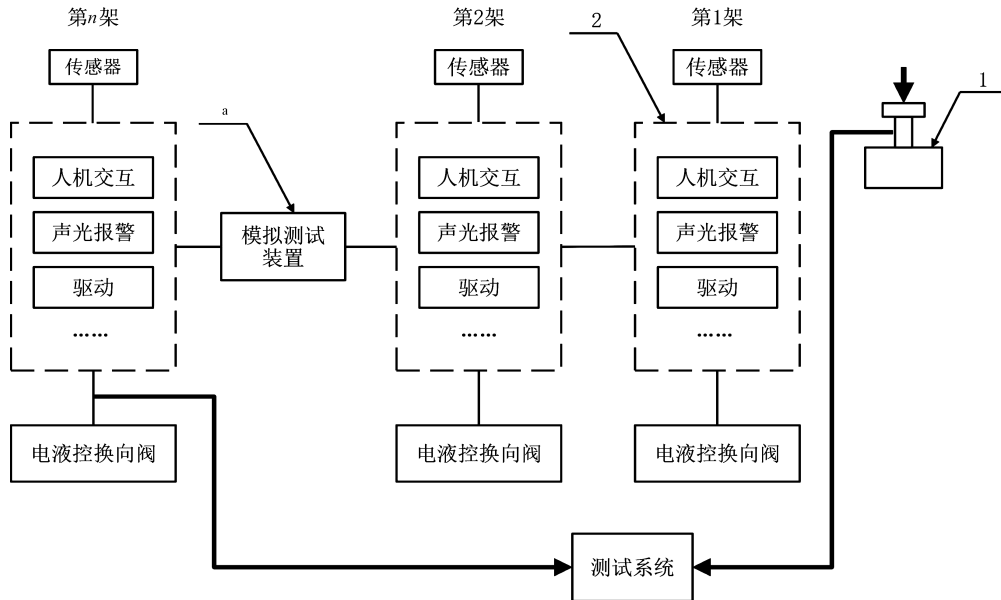 第n架
第2架
第1架
2
传感器
传感器
传感器
1
a
人机交互
人机交互
人机交互
声光报警
模拟测试
装置
声光报警
声光报警
驱动
驱动
驱动
……
……
……
电液控换向阀
电液控换向阀
电液控换向阀
测试系统